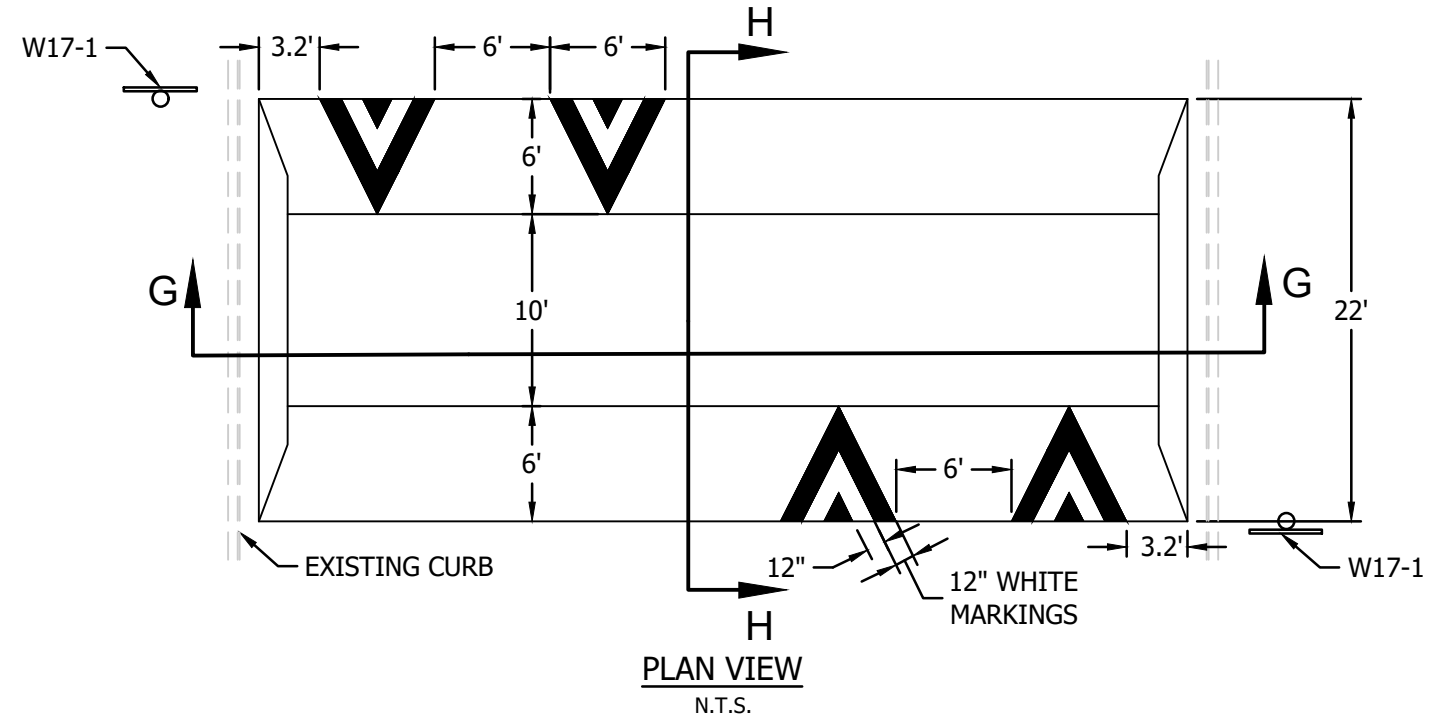 H
W17-1
3.2'
6'
6'
6'
G
G
10'
22'
6'
6'
3.2'
EXISTING CURB
12"
12" WHITE
MARKINGS
W17-1
H
PLAN VIEW
N.T.S.